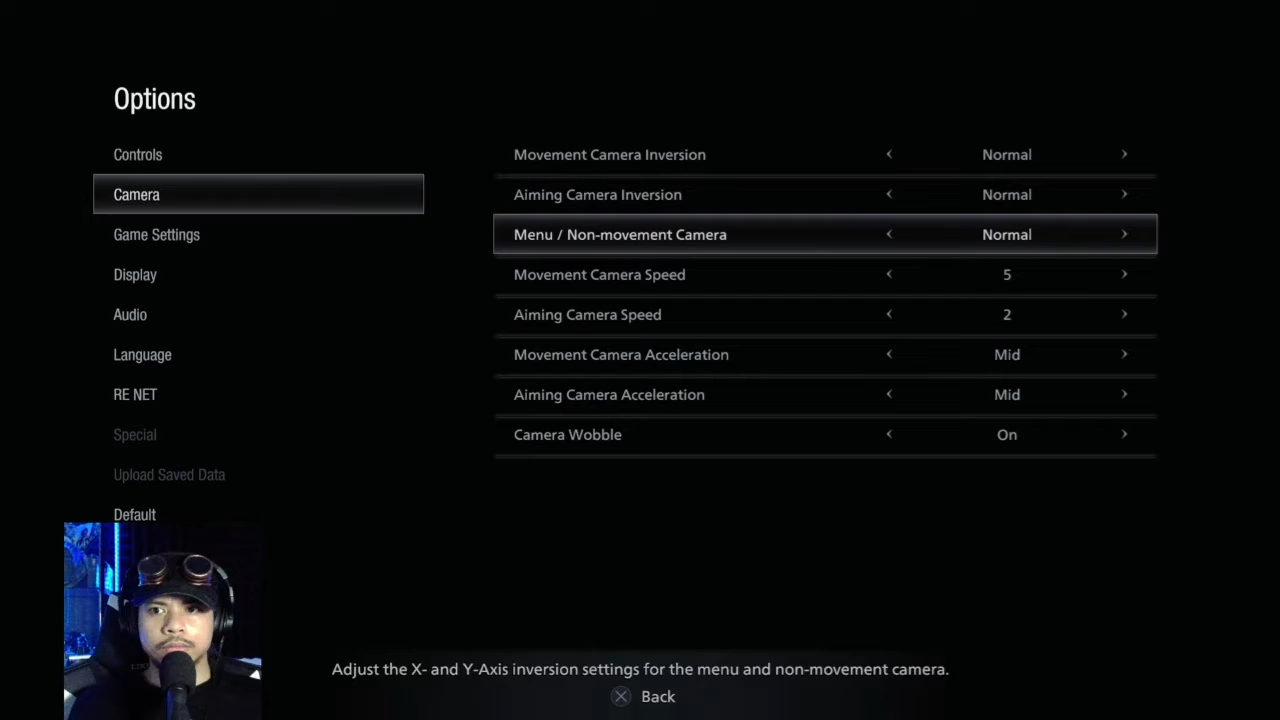 Options
Controls
Camera
Game Settings
Display
Audio
Language
RE NET
Special
Upload Saved Data
Default
Movement Camera Inversion Normal
Aiming Camera Inversion Normal
Menu / Non-movement Camera Normal
Movement Camera Speed 5
Aiming Camera Speed 2
Movement Camera Acceleration Mid
Aiming Camera Acceleration Mid
Camera Wobble On
Adjust the X- and Y-Axis inversion settings for the menu and non-movement camera.
Back